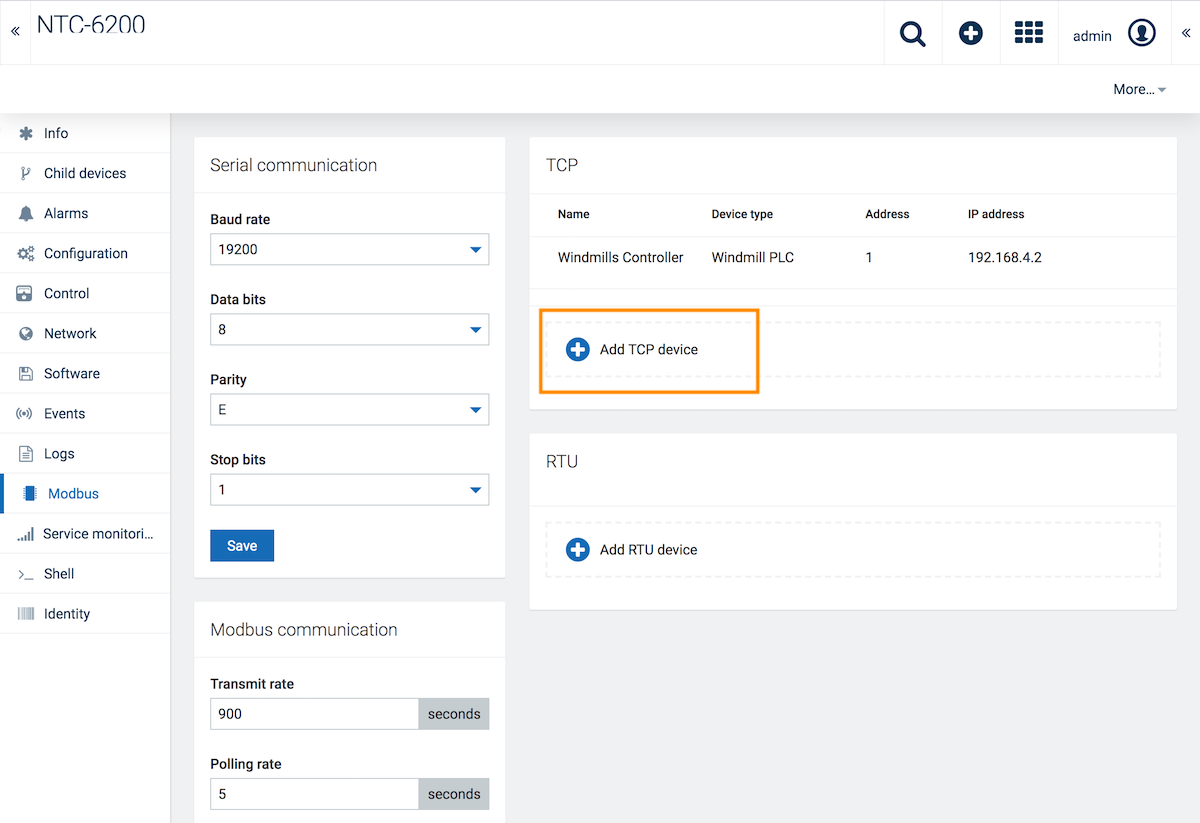 NTC-6200
admin
More...
Info
Child devices
Alarms
Configuration
Control
Network
Software
Events
Logs
Modbus
Service monitori...
Shell
Identity
Serial communication
Baud rate
19200
Data bits
8
Parity
E
Stop bits
1
Save
Modbus communication
Transmit rate
900 seconds
Polling rate
5 seconds
TCP
Name Device type Address IP address
Windmills Controller Windmill PLC 1 192.168.4.2
Add TCP device
RTU
Add RTU device